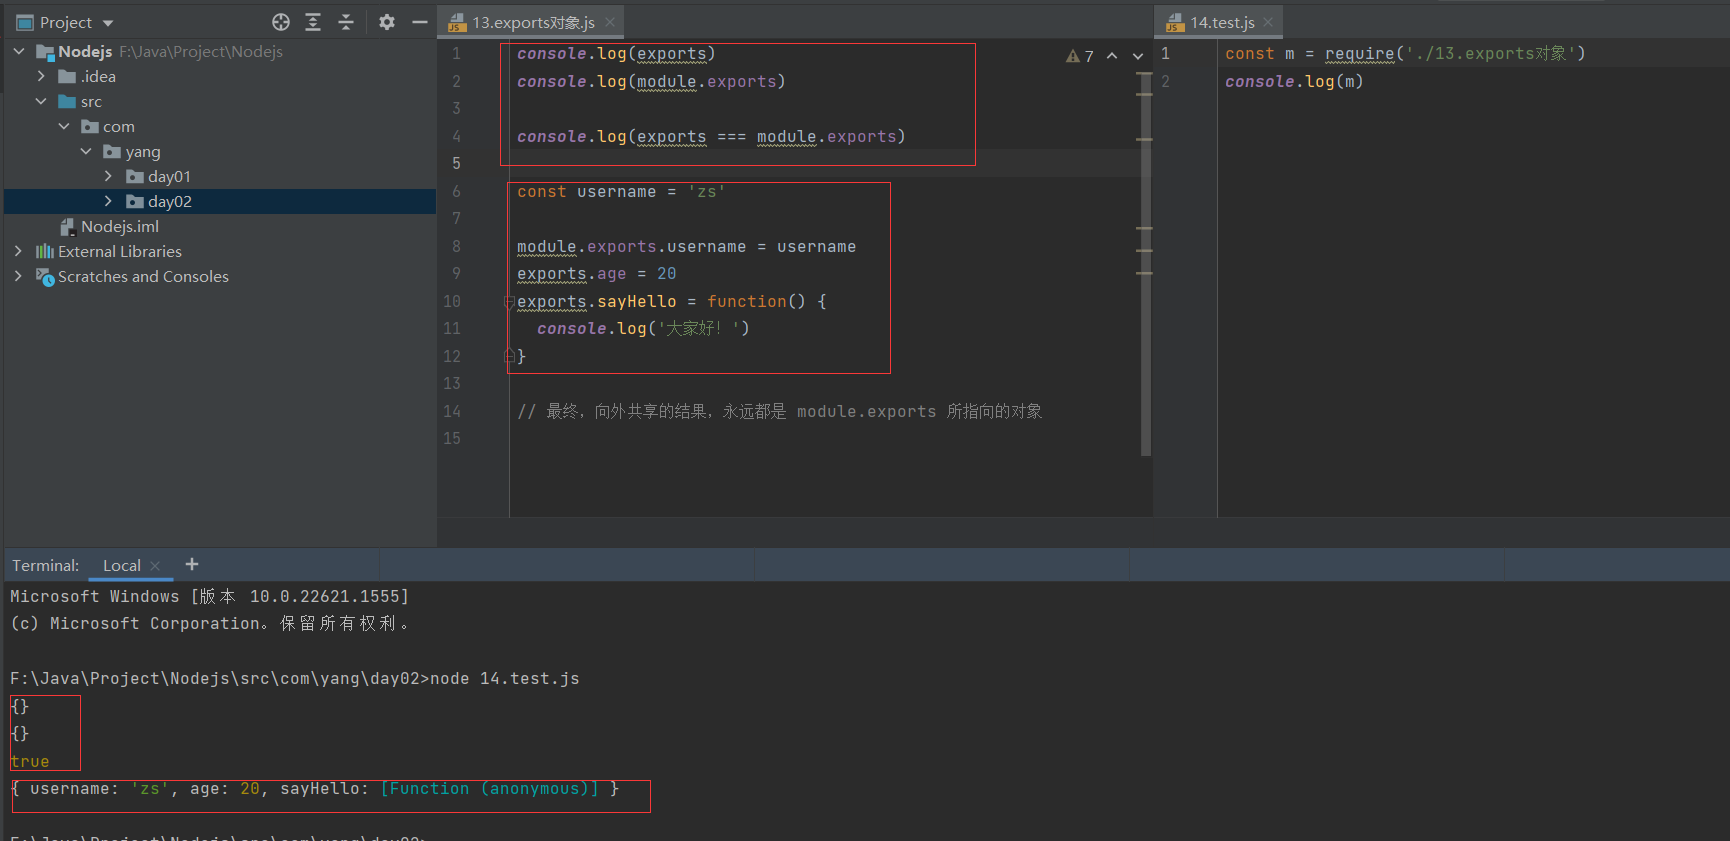 Project
Nodejs F:\Java\Project\Nodejs
.idea
src
com
yang
day01
day02
Nodejs.iml
External Libraries
Scratches and Consoles
13.exports对象.js
7
1 console.log(exports)
2 console.log(module.exports)
3
4 console.log(exports === module.exports)
5
6 const username = 'zs'
7
8 module.exports.username = username
9 exports.age = 20
10 exports.sayHello = function() {
11 console.log('大家好！')
12 }
13
14 // 最终，向外共享的结果，永远都是 module.exports 所指向的对象
15
14.test.js
1 const m = require('./13.exports对象')
2 console.log(m)
Terminal: Local
Microsoft Windows [版本 10.0.22621.1555]
(c) Microsoft Corporation。保留所有权利。
F:\Java\Project\Nodejs\src\com\yang\day02>node 14.test.js
{}
{}
true
{ username: 'zs', age: 20, sayHello: [Function (anonymous)] }
F:\Java\Project\Nodejs\src\com\yang\day02>